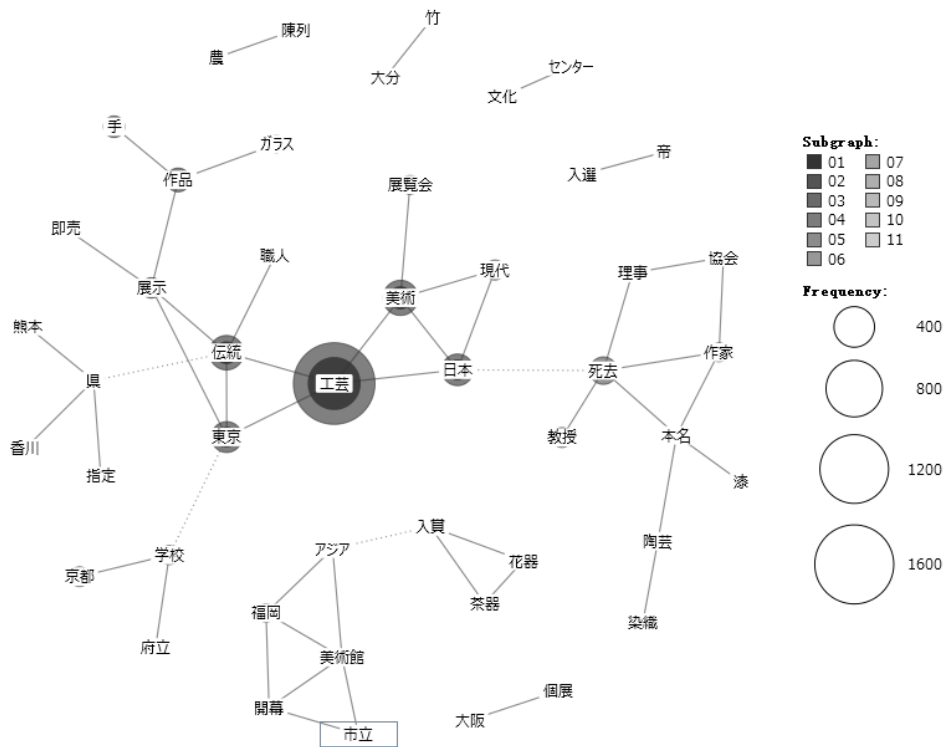 竹
陳列
農
センター
大分
文化
手
ガラス
帝
入選
作品
展覧会
Subgraph:
01 07
02 08
03 09
04 10
05 11
06
即売
職人
協会
現代
理事
展示
美術
Frequency:
400
熊本
伝統
作家
日本
死去
県
工芸
800
東京
教授
本名
香川
指定
漆
1200
入賞
陶芸
アジア
学校
花器
1600
京都
茶器
福岡
染織
府立
美術館
個展
開幕
大阪
市立